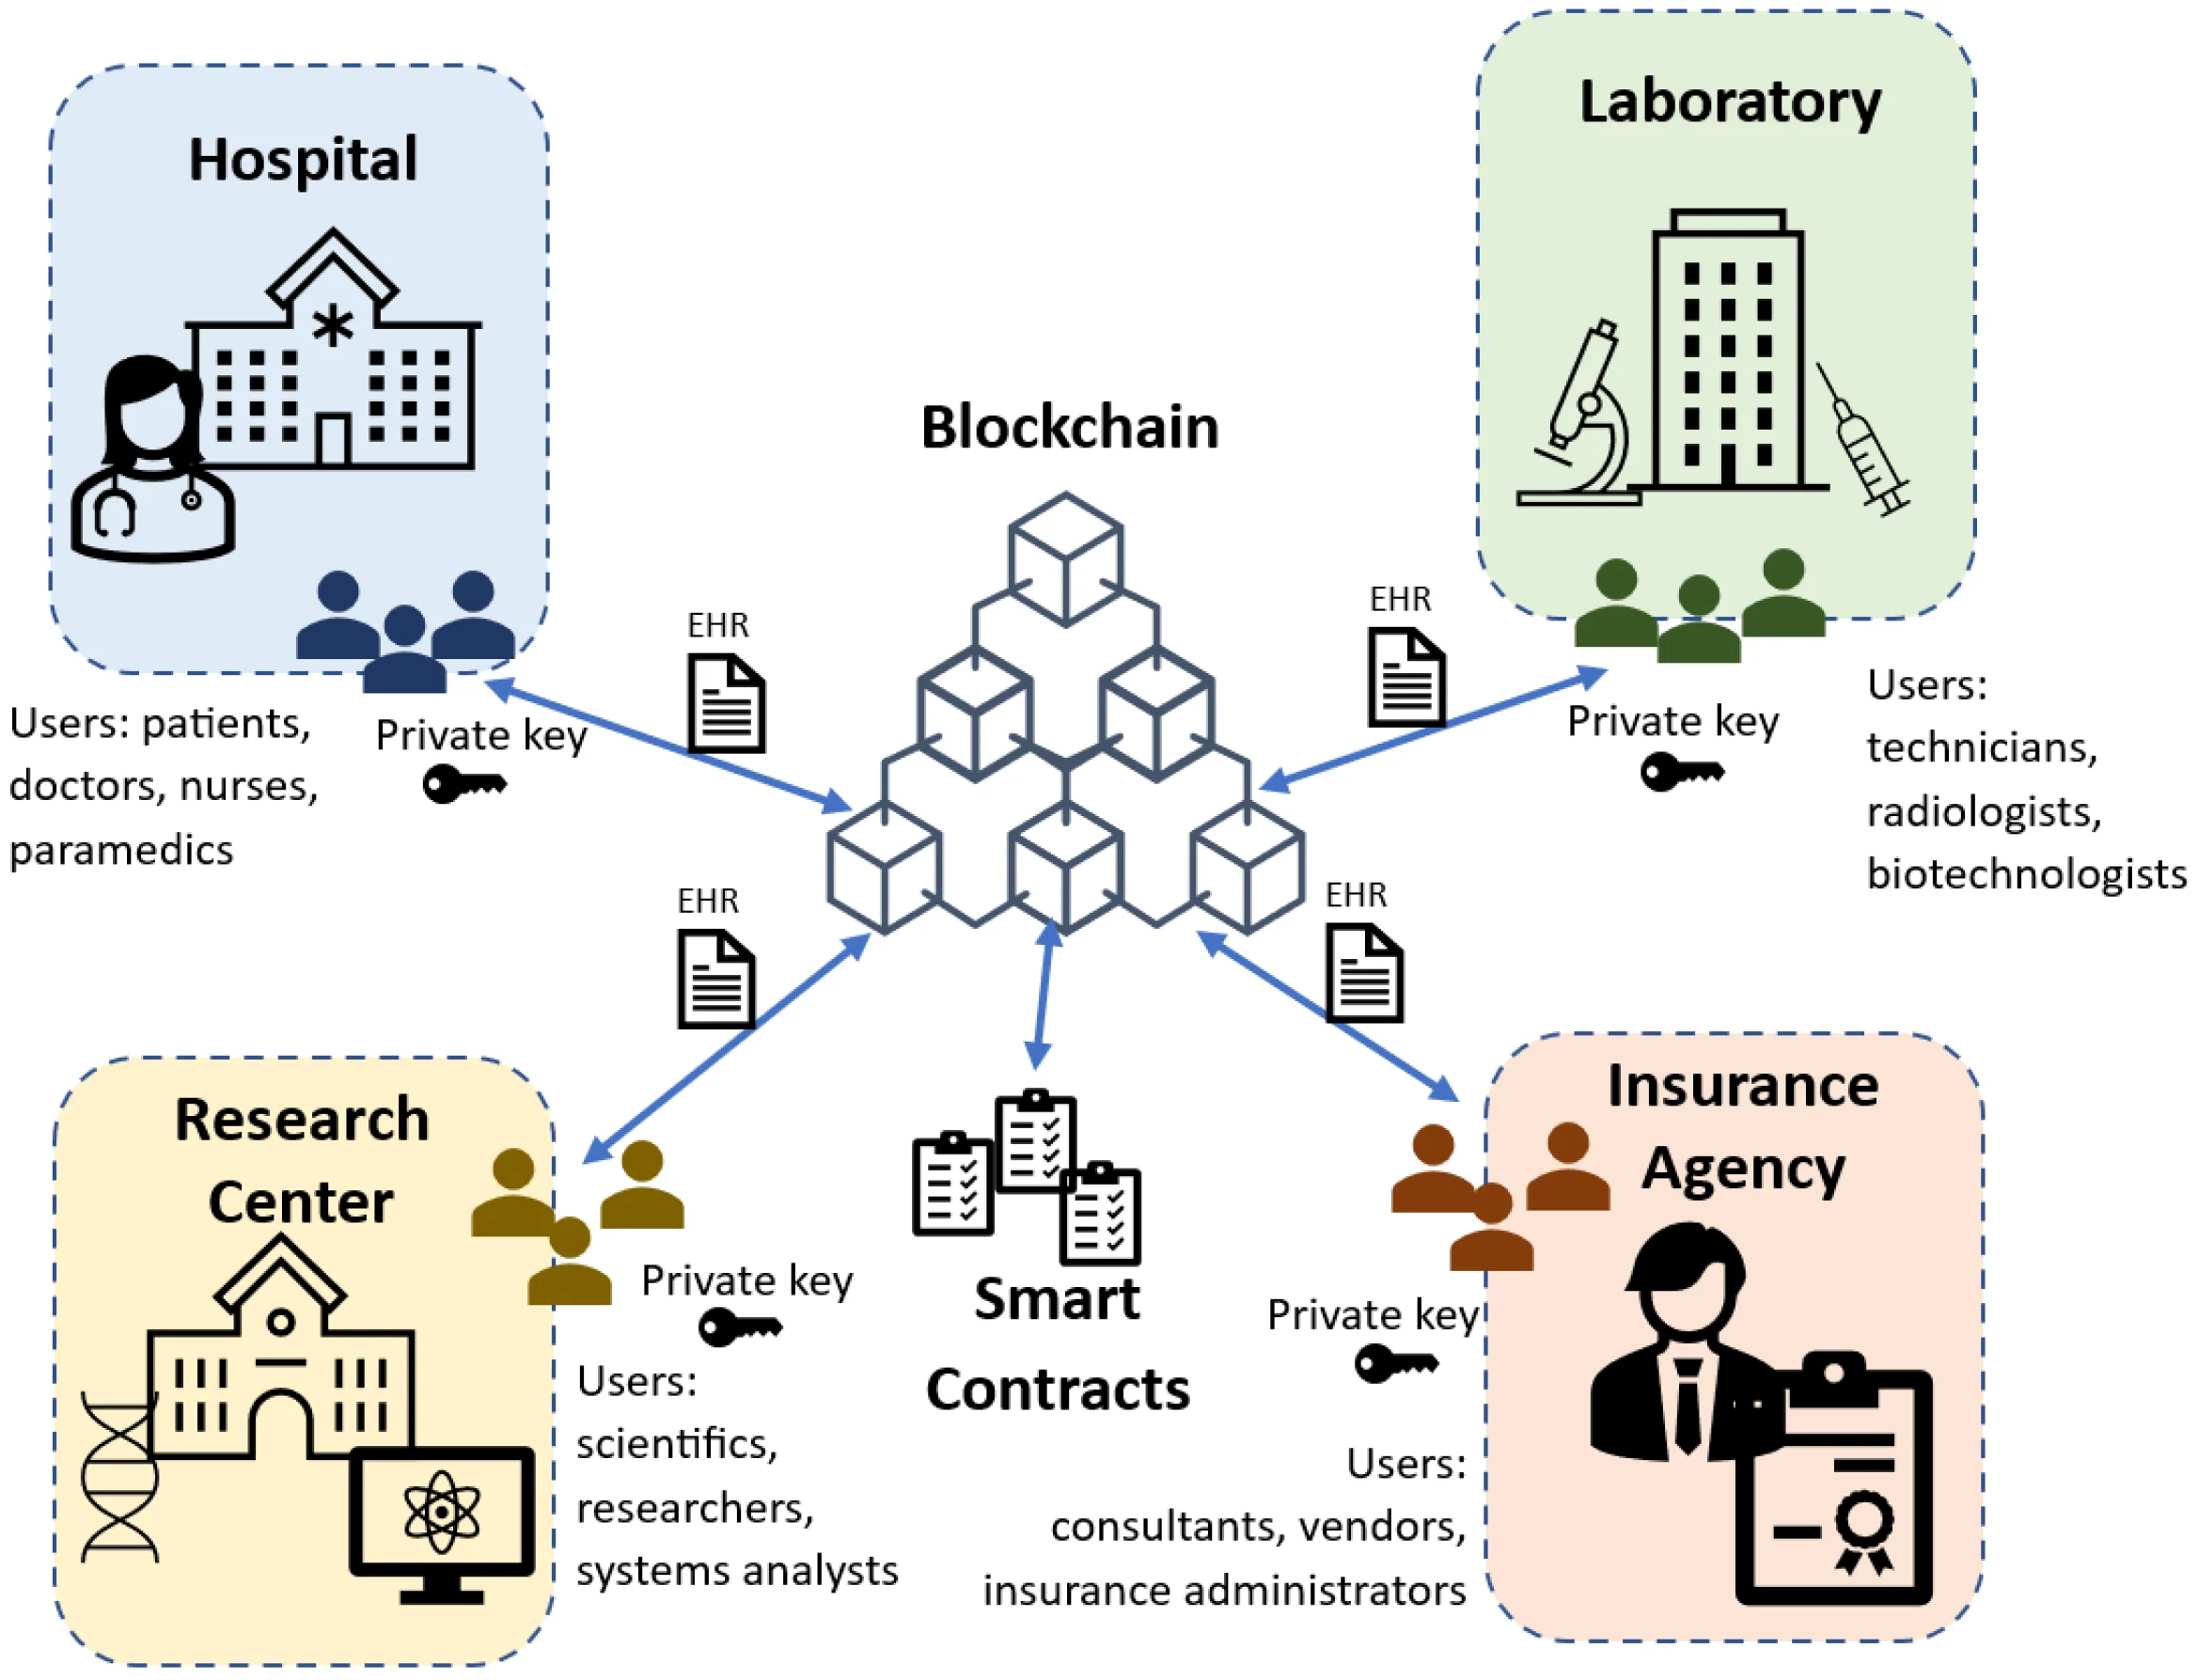 Hospital
Users: patients,
doctors, nurses,
paramedics
Private key
EHR
Blockchain
Laboratory
EHR
Private key
Users:
technicians,
radiologists,
biotechnologists
EHR
Research
Center
Private key
Users:
scientifics,
researchers,
systems analysts
Smart
Contracts
EHR
Insurance
Agency
Private key
Users:
consultants, vendors,
insurance administrators